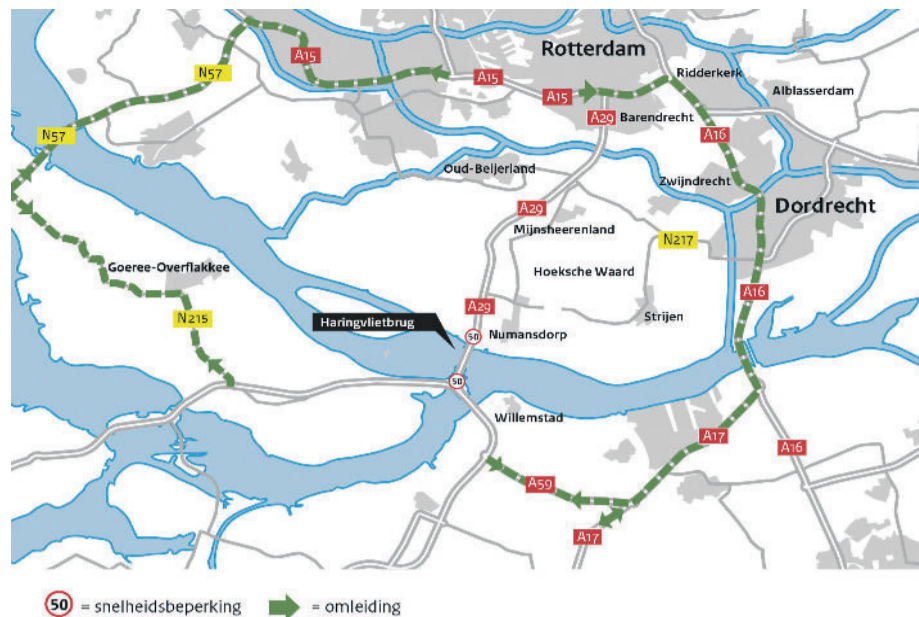 N57
A15
Rotterdam
A15
Ridderkerk
N57
A15
Alblasserdam
A29
Barendrecht
A16
Oud-Beijerland
Zwijndrecht
A29
Dordrecht
Mijnsheerenland
N217
Goeree-Overflakkee
Hoeksche Waard
A16
N215
A29
Strijen
Haringvlietbrug
50
Numansdorp
50
Willemstad
A17
A16
A59
A17
50 = snelheidsbeperking = omleiding